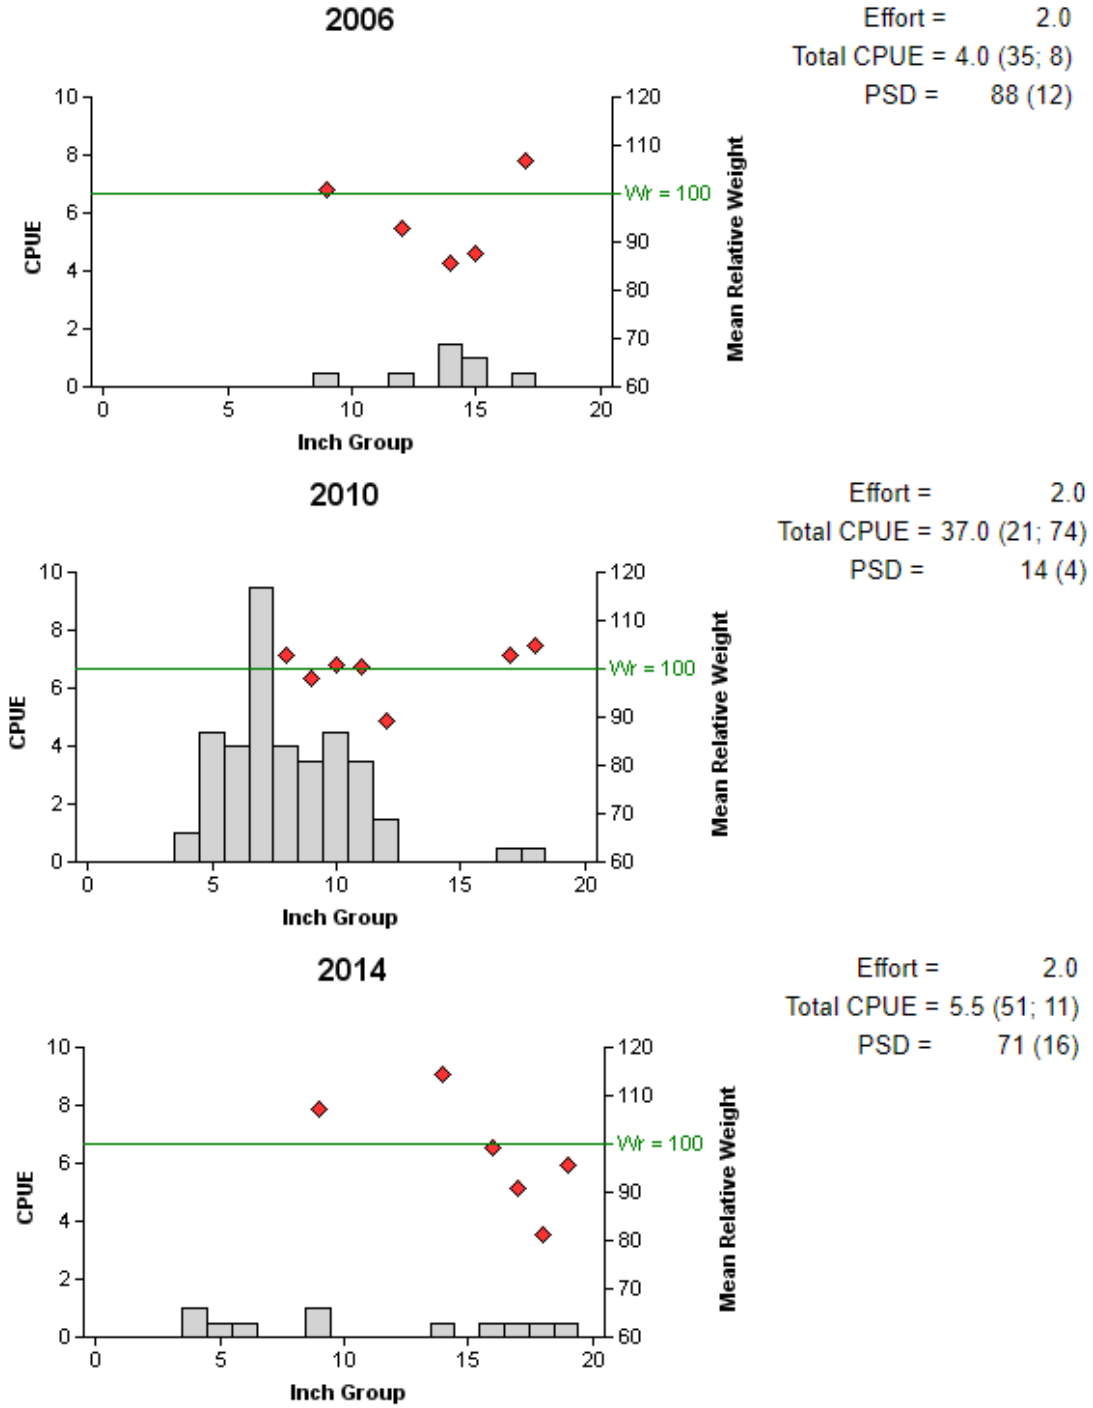 2006
Effort = 2.0
Total CPUE = 4.0 (35; 8)
PSD = 88 (12)
10
8
6
4
2
0
CPUE
120
110
Wr = 100
90
80
70
60
Mean Relative Weight
0 5 10 15 20
Inch Group
2010
Effort = 2.0
Total CPUE = 37.0 (21; 74)
PSD = 14 (4)
10
8
6
4
2
0
CPUE
120
110
Wr = 100
90
80
70
60
Mean Relative Weight
0 5 10 15 20
Inch Group
2014
Effort = 2.0
Total CPUE = 5.5 (51; 11)
PSD = 71 (16)
10
8
6
4
2
0
CPUE
120
110
Wr = 100
90
80
70
60
Mean Relative Weight
0 5 10 15 20
Inch Group